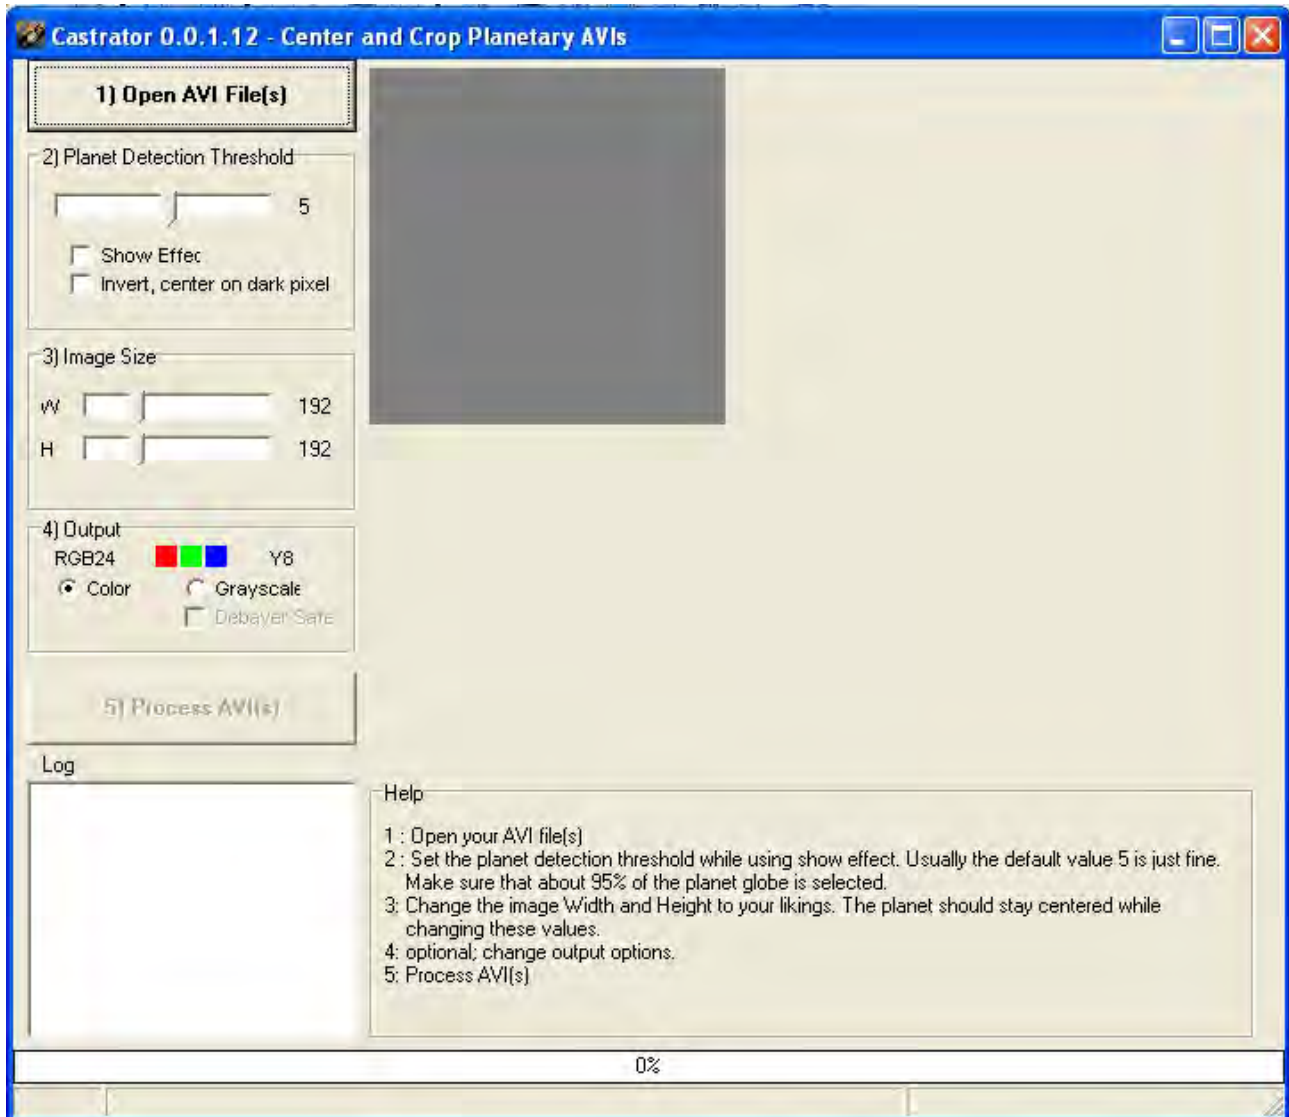 Castrator 0.0.1.12 - Center and Crop Planetary AVIs
1) Open AVI File(s)
2) Planet Detection Threshold
5
Show Effec
Invert, center on dark pixel
3) Image Size
W 192
H 192
4) Output
RGB24 Y8
Color Grayscale
Debayer Safe
5) Process AVI(s)
Log
Help
1 : Open your AVI file(s)
2 : Set the planet detection threshold while using show effect. Usually the default value 5 is just fine.
Make sure that about 95% of the planet globe is selected.
3: Change the image Width and Height to your likings. The planet should stay centered while
changing these values.
4: optional; change output options.
5: Process AVI(s)
0%